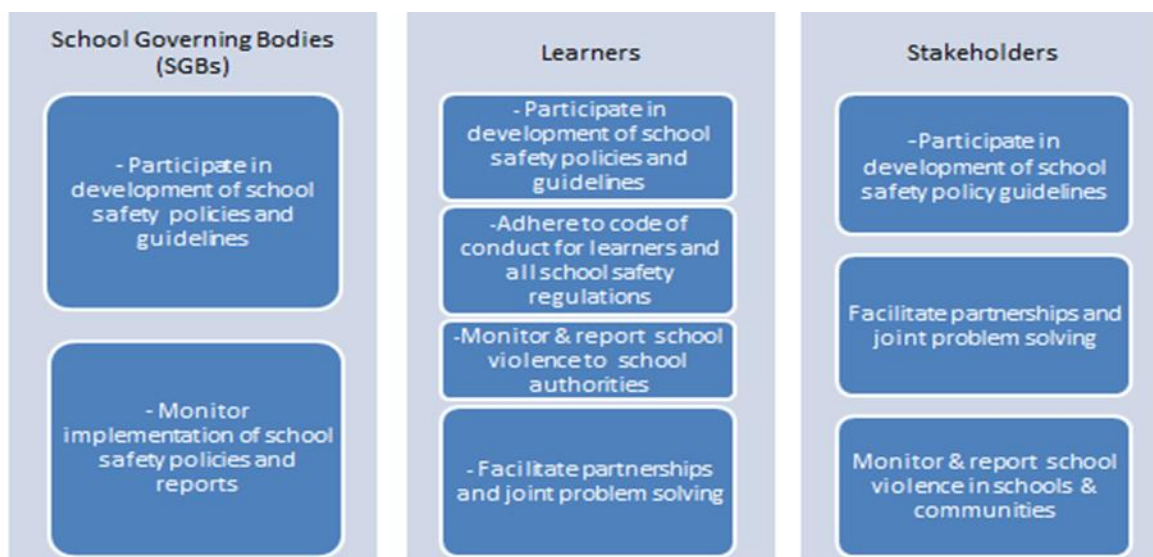 School Governing Bodies
(SGBs)
- Participate in
development of school
safety policies and
guidelines
- Monitor
implementation of school
safety policies and
reports
Learners
- Participate in
development of school
safety policies and
guidelines
-Adhere to code of
conduct for learners and
all school safety
regulations
-Monitor & report school
violence to school
authorities
- Facilitate partnerships
and joint problem solving
Stakeholders
-Participate in
development of school
safety policy guidelines
Facilitate partnerships and
joint problem solving
Monitor & report school
violence in schools &
communities